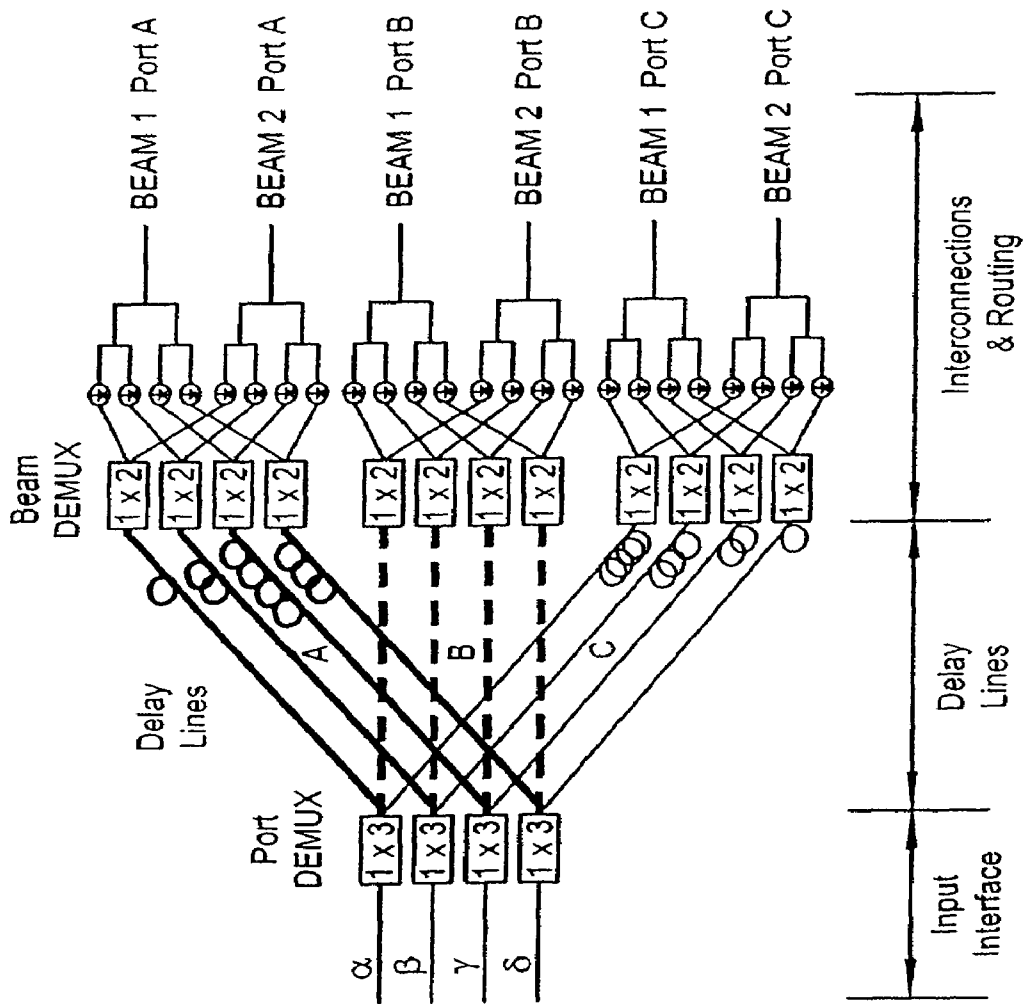 Beam
DEMUX
BEAM 1 Port A
BEAM 2 Port A
BEAM 1 Port B
BEAM 2 Port B
BEAM 1 Port C
BEAM 2 Port C
1 x 2
1 x 2
1 x 2
1 x 2
1 x 2
1 x 2
1 x 2
1 x 2
1 x 2
1 x 2
1 x 2
1 x 2
Delay
Lines
A
B
C
Port
DEMUX
1 x 3
1 x 3
1 x 3
1 x 3
α
β
γ
δ
Input
Interface
Delay
Lines
Interconnections
& Routing